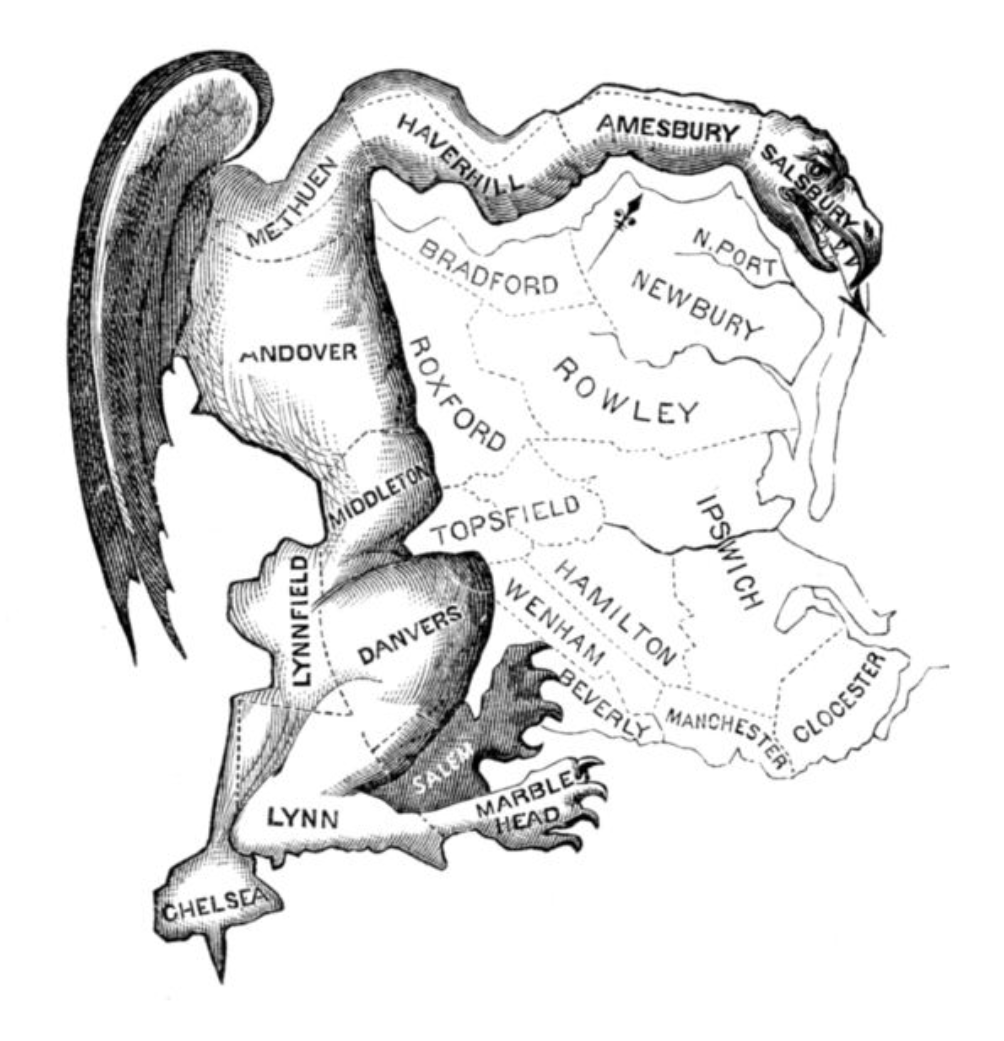 HAVERHILL
AMESBURY
SALSBURY
METHUEN
BRADFORD
N. PORT
NEWBURY
ANDOVER
ROXFORD
ROWLEY
MIDDLETON
TOPSFIELD
IPSWICH
LYNNFIELD
DANVERS
WENHAM
HAMILTON
BEVERLY
MANCHESTER
CLOCESTER
SALEM
LYNN
MARBLE
HEAD
CHELSEA